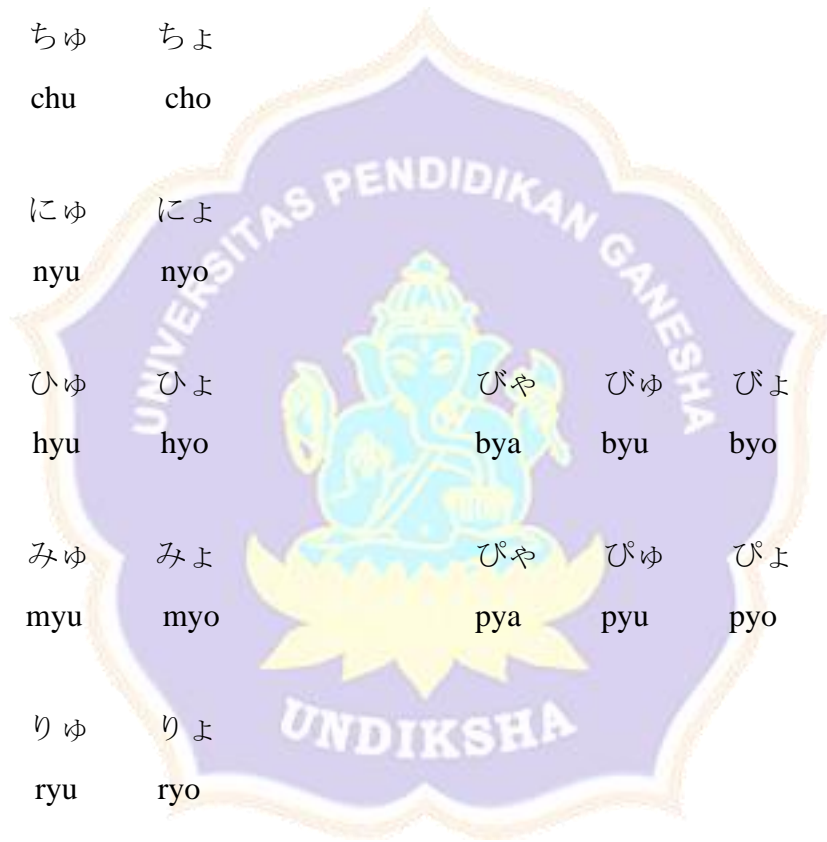 ちゅ ちょ
chu cho
UNIVERSITAS PENDIDIKAN GANESHA
にゅ にょ
nyu nyo
ひゅ ひょ びゃ びゅ びょ
hyu hyo bya byu byo
みゅ みょ ぴゃ ぴゅ ぴょ
myu myo pya pyu pyo
りゅ りょ
UNDIKSHA
ryu ryo